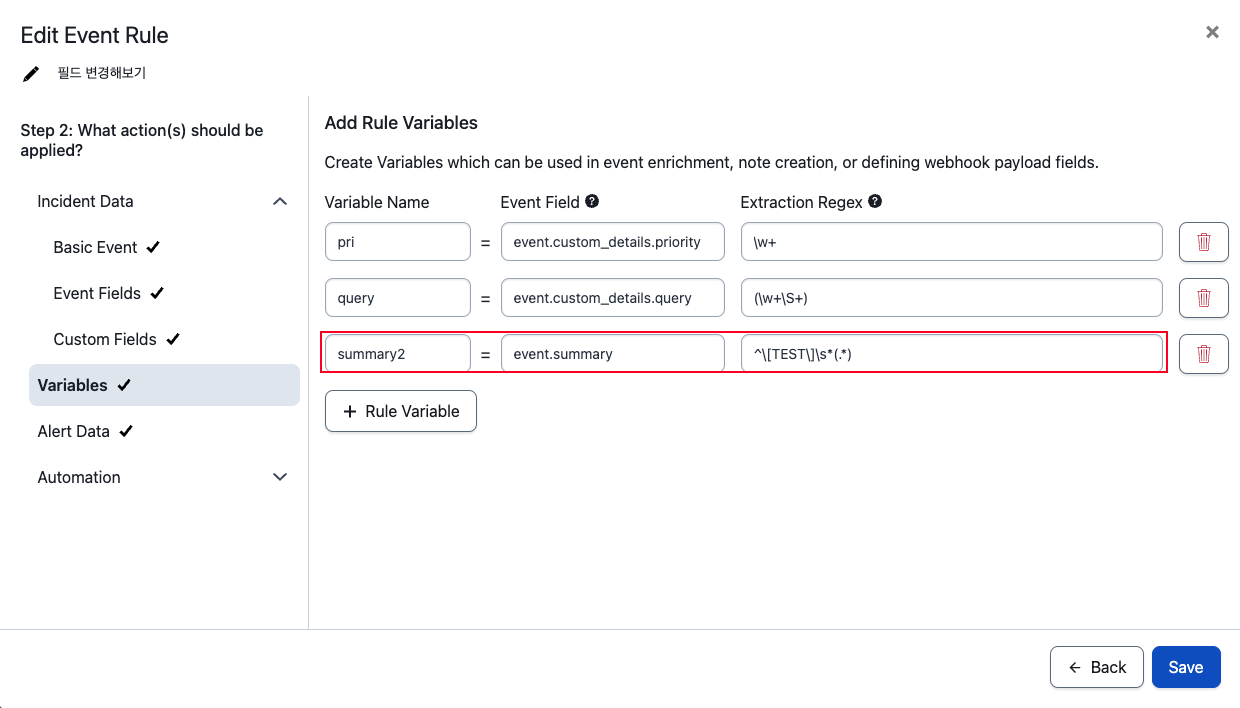 Edit Event Rule
필드 변경해보기
Step 2: What action(s) should be
applied?
Incident Data
Basic Event
Event Fields
Custom Fields
Variables
Alert Data
Automation
Add Rule Variables
Create Variables which can be used in event enrichment, note creation, or defining webhook payload fields.
Variable Name Event Field Extraction Regex
pri = event.custom_details.priority \w+
query = event.custom_details.query (\w+\S+)
summary2 = event.summary ^\[TEST\]\s*(.*)
+ Rule Variable
← Back Save